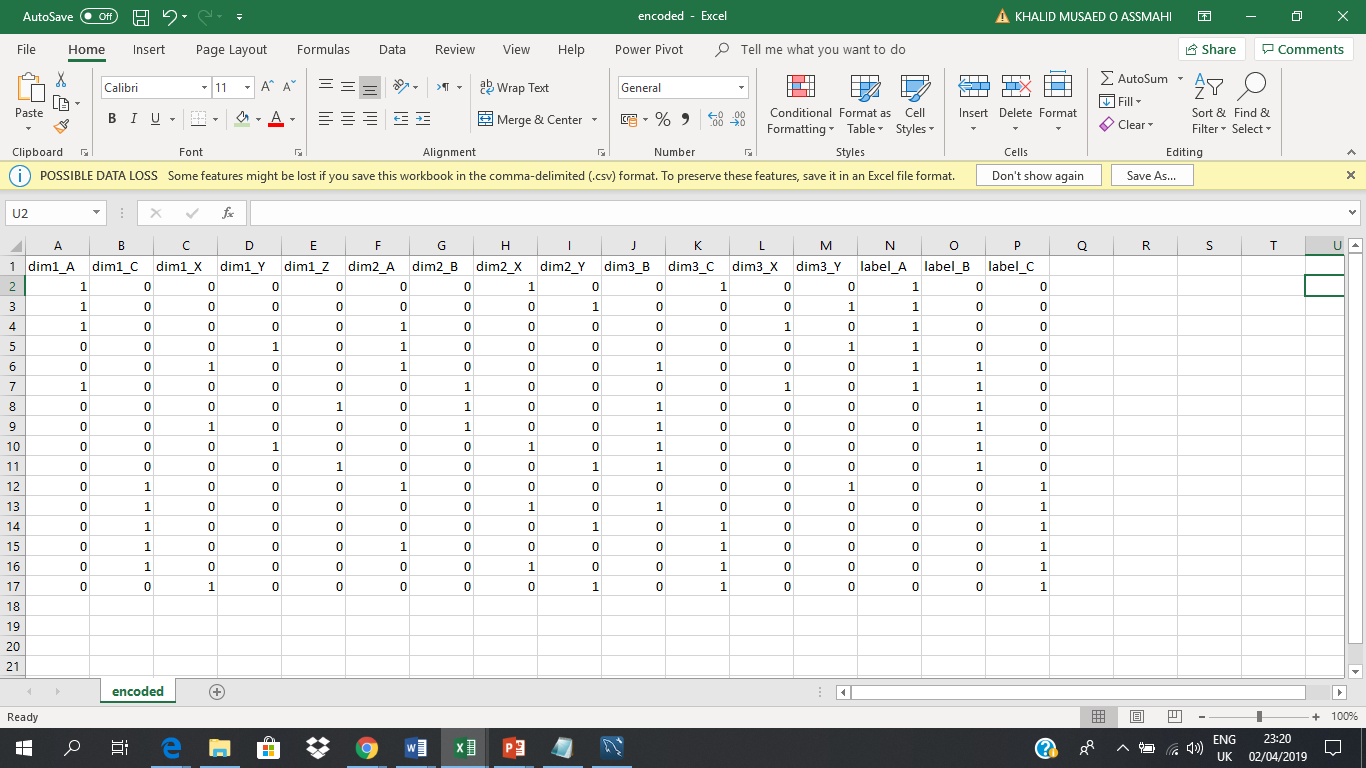 AutoSave Off encoded - Excel KHALID MUSAED O ASSMAHI
File Home Insert Page Layout Formulas Data Review View Help Power Pivot Tell me what you want to do Share Comments
Paste Calibri 11 Wrap Text General Conditional Formatting Format as Table Cell Styles Insert Delete Format AutoSum Sort & Filter Find & Select
B I U A Merge & Center % Fill
Clear
Clipboard Font Alignment Number Styles Cells Editing
POSSIBLE DATA LOSS Some features might be lost if you save this workbook in the comma-delimited (.csv) format. To preserve these features, save it in an Excel file format. Don't show again Save As...
U2 fx
A B C D E F G H I J K L M N O P Q R S T U
1 dim1_A dim1_C dim1_X dim1_Y dim1_Z dim2_A dim2_B dim2_X dim2_Y dim3_B dim3_C dim3_X dim3_Y label_A label_B label_C
2 1 0 0 0 0 0 0 1 0 0 1 0 0 1 0 0
3 1 0 0 0 0 0 0 0 1 0 0 0 1 1 0 0
4 1 0 0 0 0 1 0 0 0 0 0 1 0 1 0 0
5 0 0 0 1 0 1 0 0 0 0 0 0 1 1 0 0
6 0 0 1 0 0 1 0 0 0 1 0 0 0 1 1 0
7 1 0 0 0 0 0 1 0 0 0 0 1 0 1 1 0
8 0 0 0 0 1 0 1 0 0 1 0 0 0 0 1 0
9 0 0 1 0 0 0 1 0 0 1 0 0 0 0 1 0
10 0 0 0 1 0 0 0 1 0 1 0 0 0 0 1 0
11 0 0 0 0 1 0 0 0 1 1 0 0 0 0 1 0
12 0 1 0 0 0 1 0 0 0 0 0 0 1 0 0 1
13 0 1 0 0 0 0 0 1 0 1 0 0 0 0 0 1
14 0 1 0 0 0 0 0 0 1 0 1 0 0 0 0 1
15 0 1 0 0 0 1 0 0 0 0 1 0 0 0 0 1
16 0 1 0 0 0 0 0 1 0 0 1 0 0 0 0 1
17 0 0 1 0 0 0 0 0 1 0 1 0 0 0 0 1
18
19
20
21
encoded
Ready 100%
ENG 23:20
UK 02/04/2019